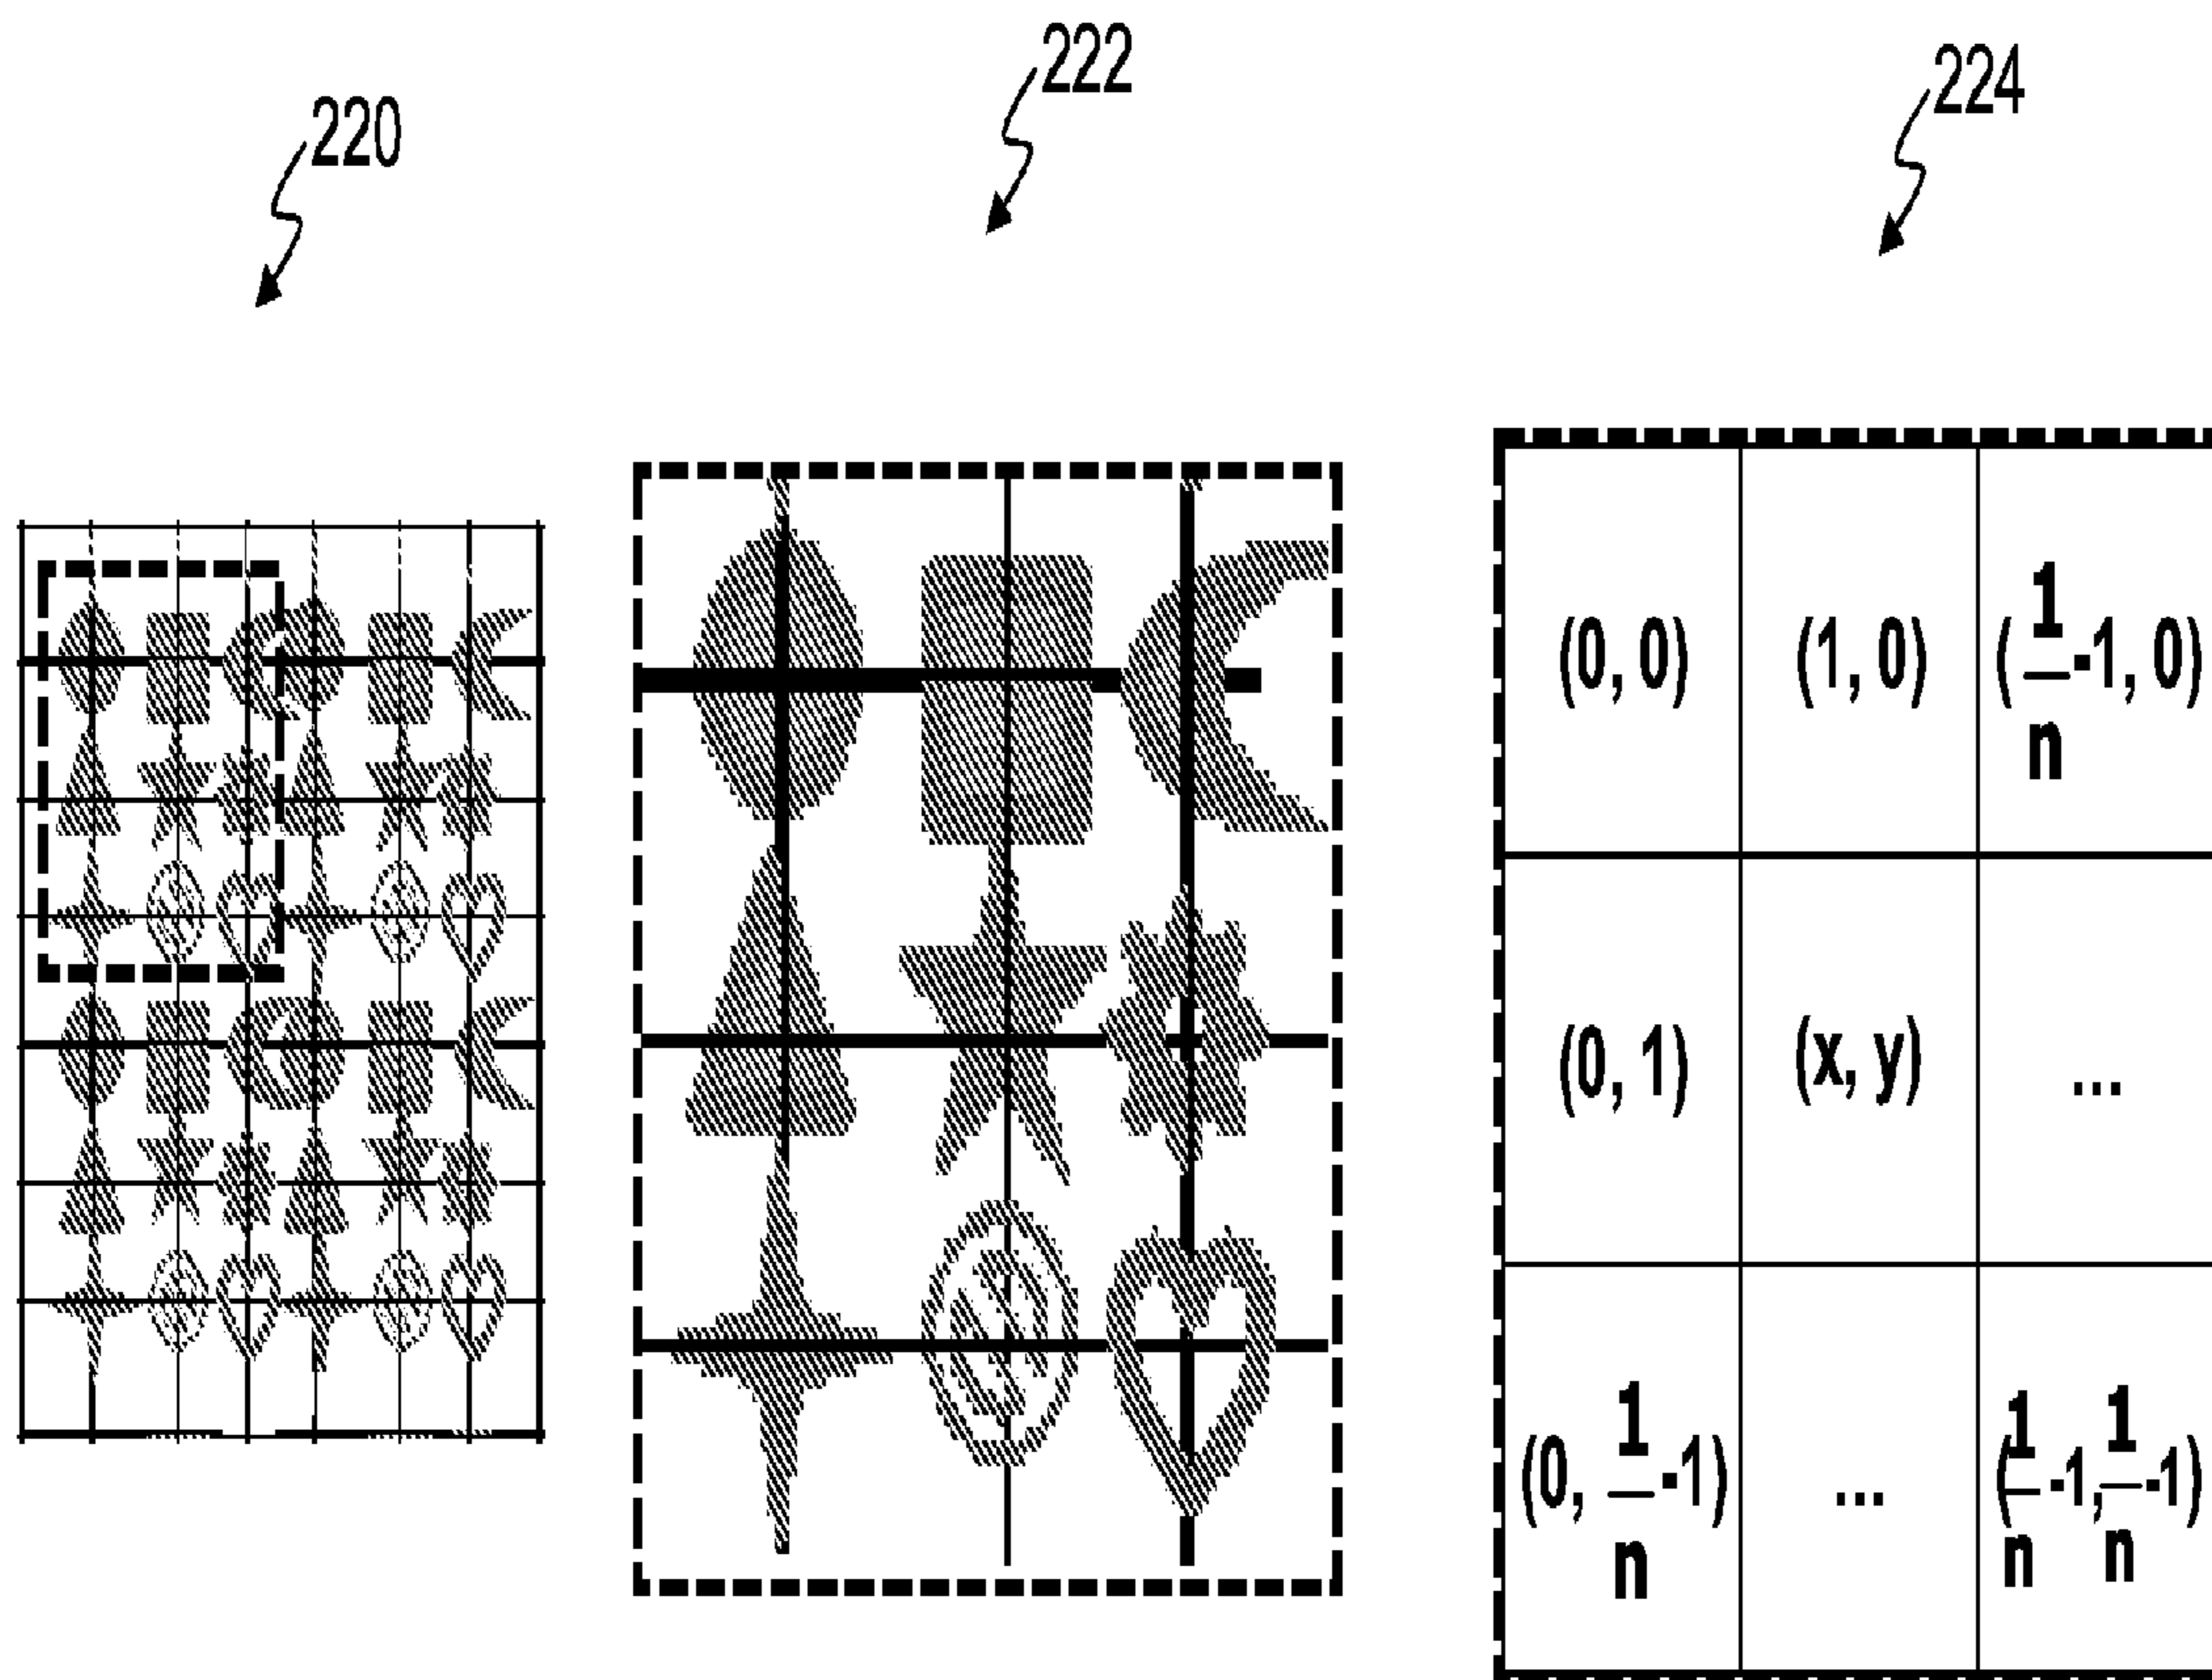 220
222
224
(0, 0) (1, 0) (1/n-1, 0)
(0, 1) (x, y) ...
(0, 1/n-1) ... (1/n-1, 1/n-1)